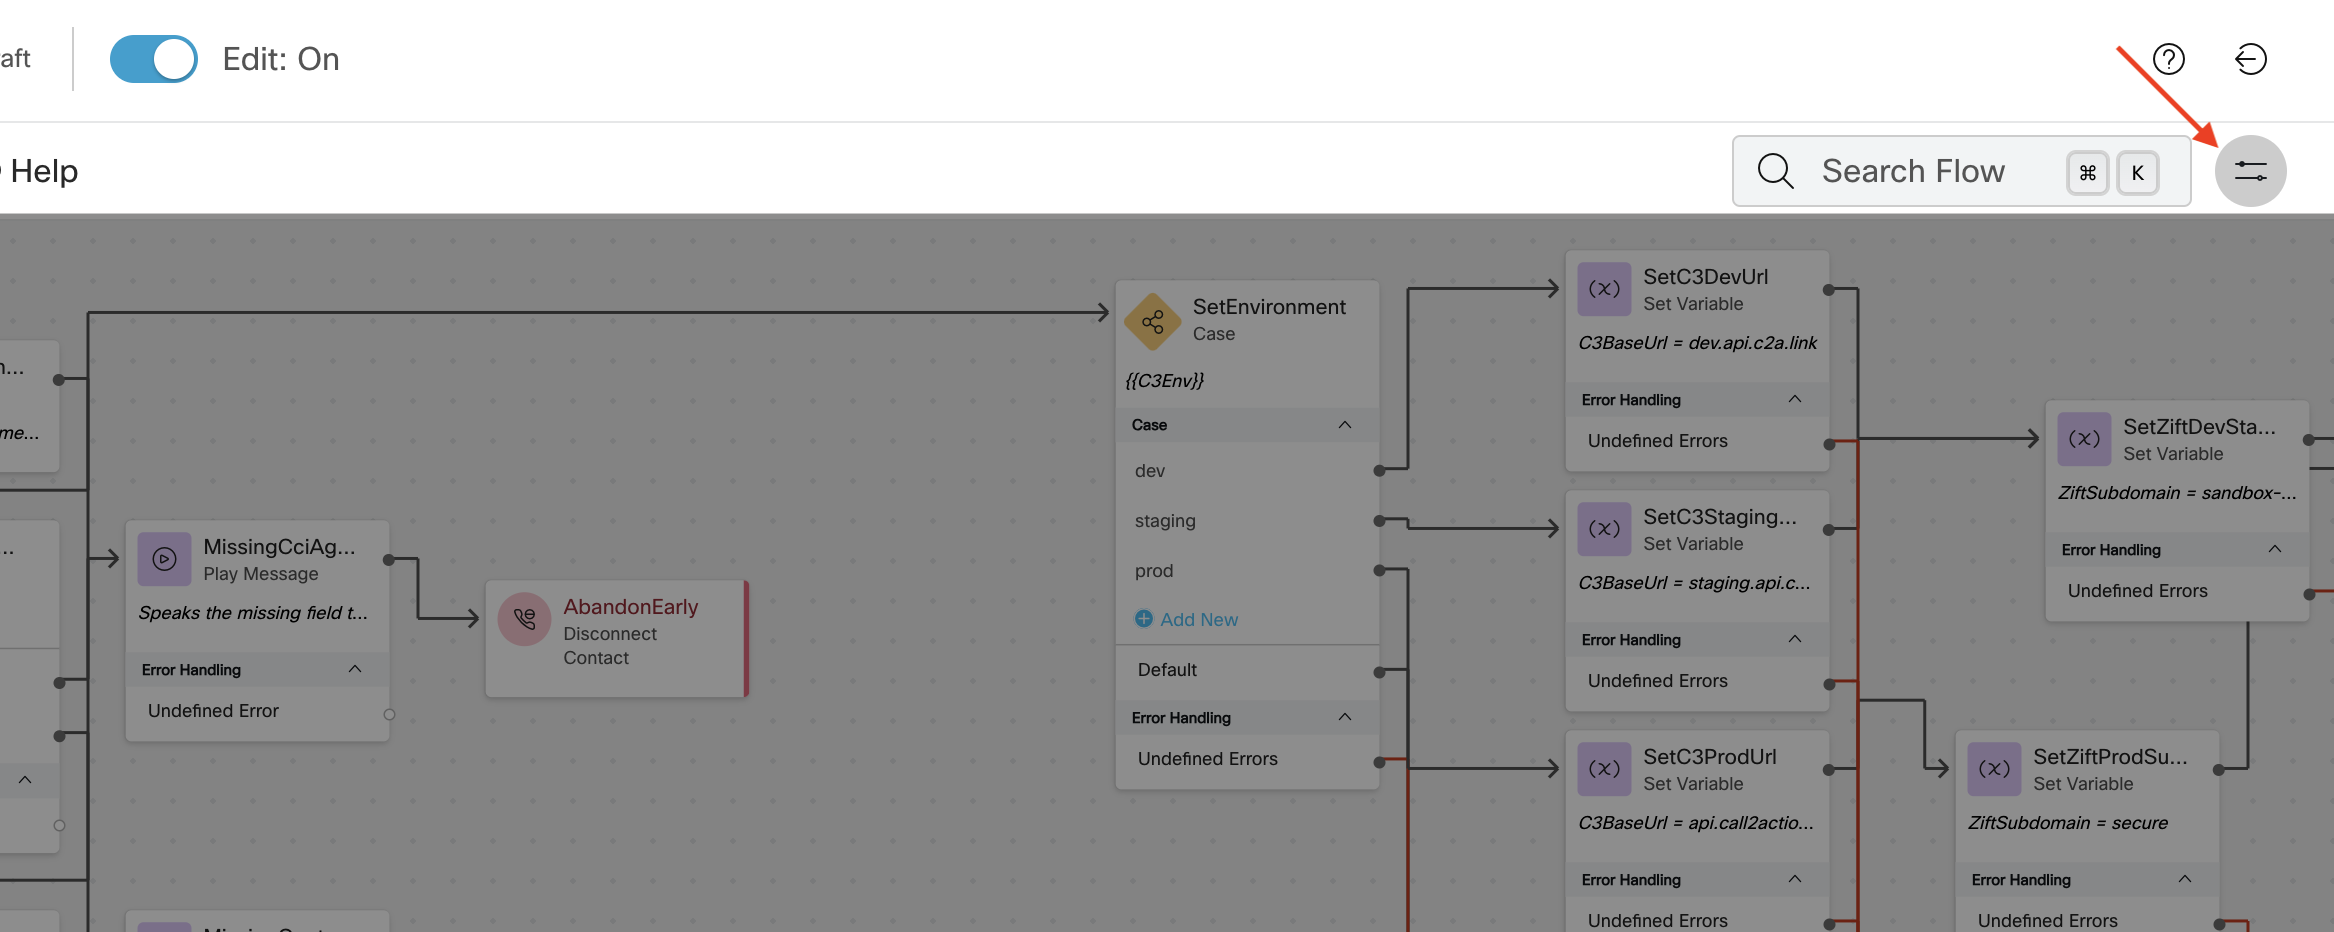 aft
Edit: On
Help
Search Flow
⌘
K
n...
me...
...
MissingCciAg...
Play Message
Speaks the missing field t...
Error Handling
Undefined Error
AbandonEarly
Disconnect
Contact
SetEnvironment
Case
{{C3Env}}
Case
dev
staging
prod
Add New
Default
Error Handling
Undefined Errors
SetC3DevUrl
Set Variable
C3BaseUrl = dev.api.c2a.link
Error Handling
Undefined Errors
SetC3Staging...
Set Variable
C3BaseUrl = staging.api.c...
Error Handling
Undefined Errors
SetC3ProdUrl
Set Variable
C3BaseUrl = api.call2actio...
Error Handling
Undefined Errors
SetZiftDevSta...
Set Variable
ZiftSubdomain = sandbox-...
Error Handling
Undefined Errors
SetZiftProdSu...
Set Variable
ZiftSubdomain = secure
Error Handling
Undefined Errors